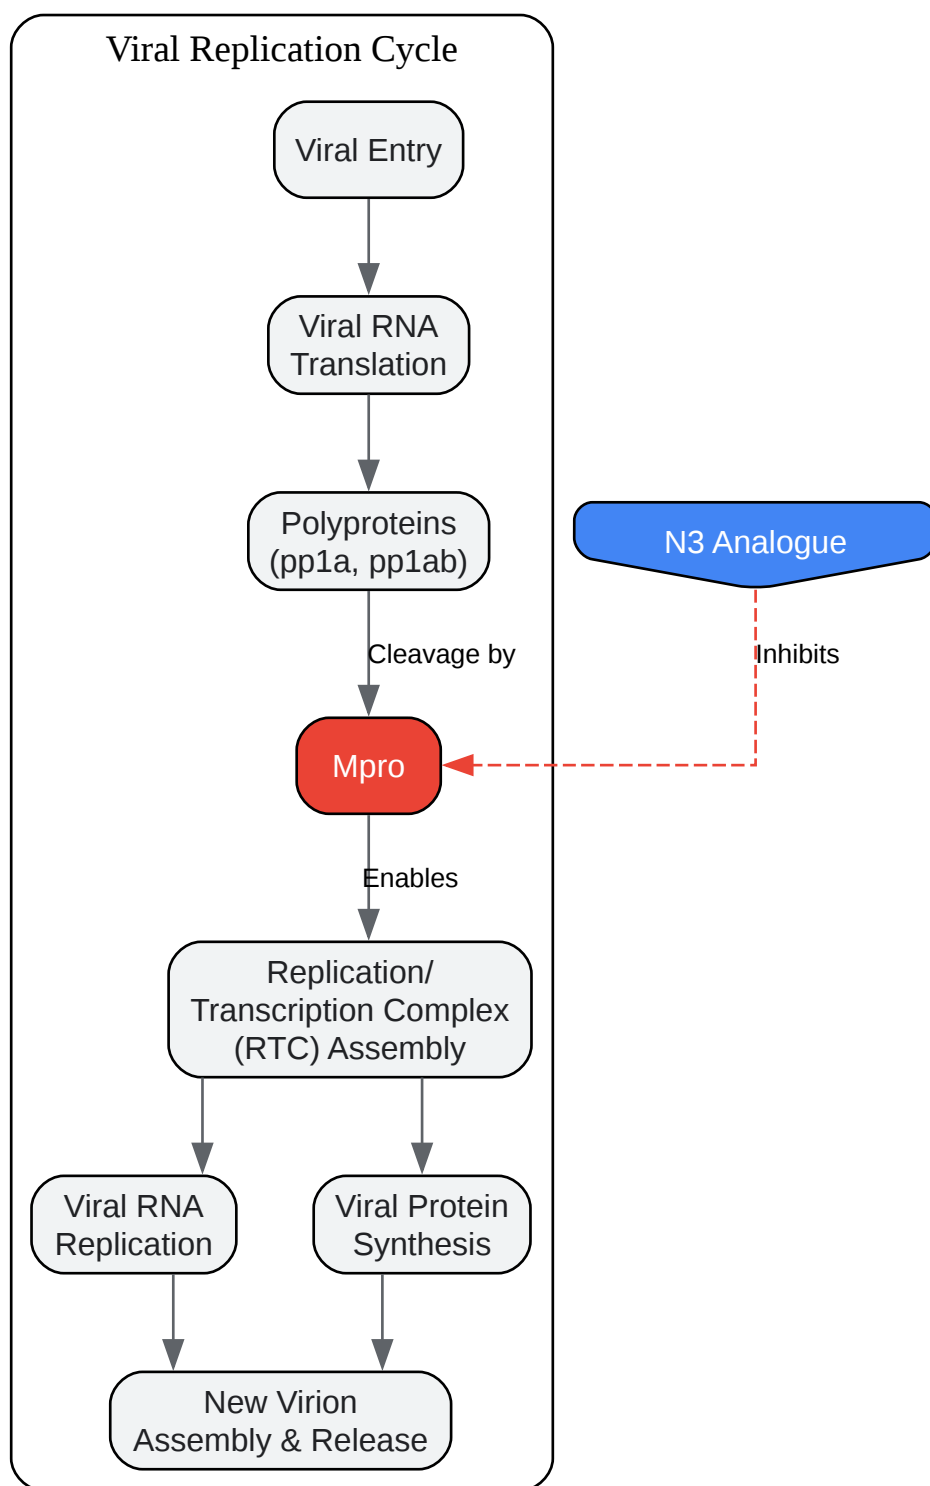 Viral Replication Cycle
Viral Entry
Viral RNA
Translation
Polyproteins
(pp1a, pp1ab)
N3 Analogue
Cleavage by
Inhibits
Mpro
Enables
Replication/
Transcription Complex
(RTC) Assembly
Viral RNA
Replication
Viral Protein
Synthesis
New Virion
Assembly & Release